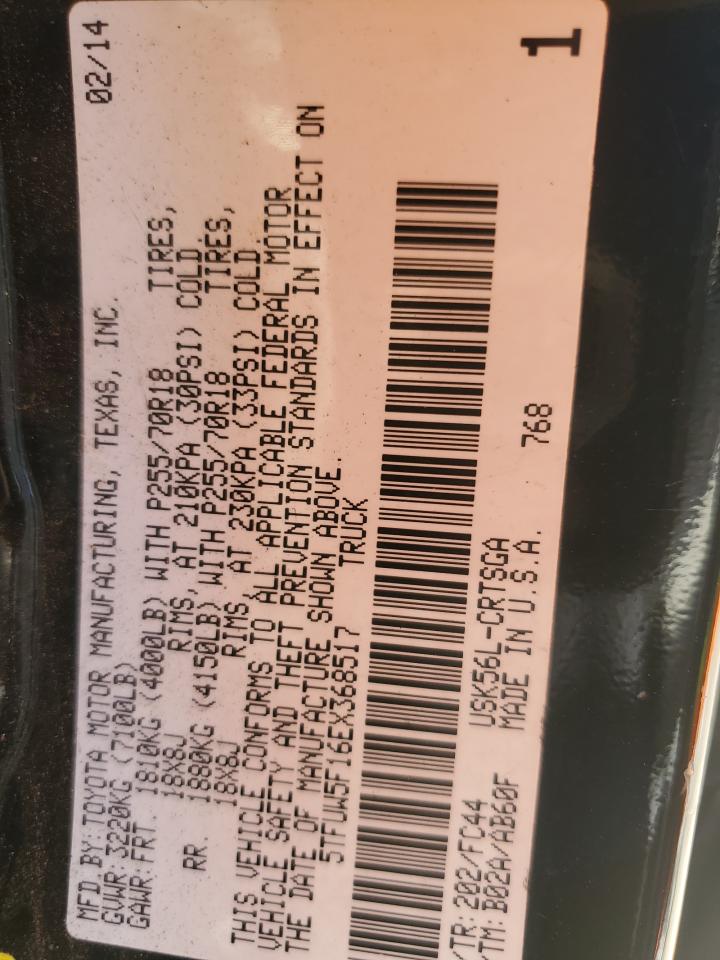 MFD BY: TOYOTA MOTOR MANUFACTURING, TEXAS, INC. 02/14
GVWR: 3220KG (7100LB)
GAWR: FRT. 1810KG (4000LB) WITH P255/70R18 TIRES,
18X8J RIMS, AT 210KPA (30PSI) COLD.
RR. 1880KG (4150LB) WITH P255/70R18 TIRES,
18X8J RIMS, AT 230KPA (33PSI) COLD.
THIS VEHICLE CONFORMS TO ALL APPLICABLE FEDERAL MOTOR
VEHICLE SAFETY AND THEFT PREVENTION STANDARDS IN EFFECT ON
THE DATE OF MANUFACTURE SHOWN ABOVE.
5TFUW5F16EX368517 TRUCK
/TR: 202/FC44 USK56L-CRTSGA 768 1
/TM: B02A/AB60F MADE IN U.S.A.